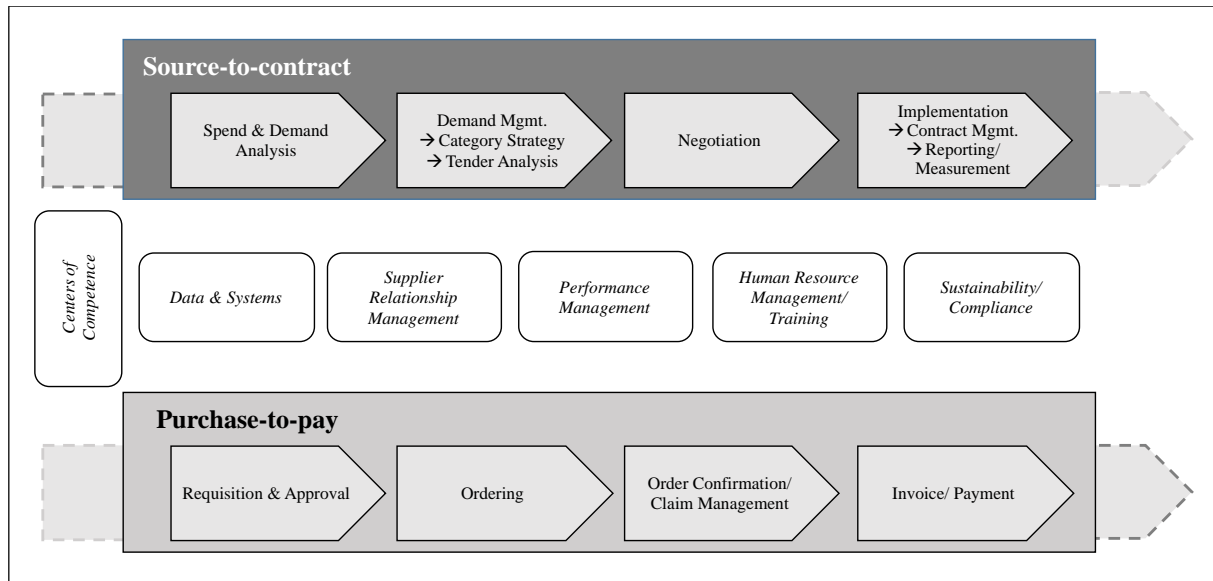 Source-to-contract
Spend & Demand
Analysis
Demand Mgmt.
→ Category Strategy
→ Tender Analysis
Negotiation
Implementation
→ Contract Mgmt.
→ Reporting/
Measurement
Centers of
Competence
Data & Systems
Supplier
Relationship
Management
Performance
Management
Human Resource
Management/
Training
Sustainability/
Compliance
Purchase-to-pay
Requisition & Approval
Ordering
Order Confirmation/
Claim Management
Invoice/ Payment